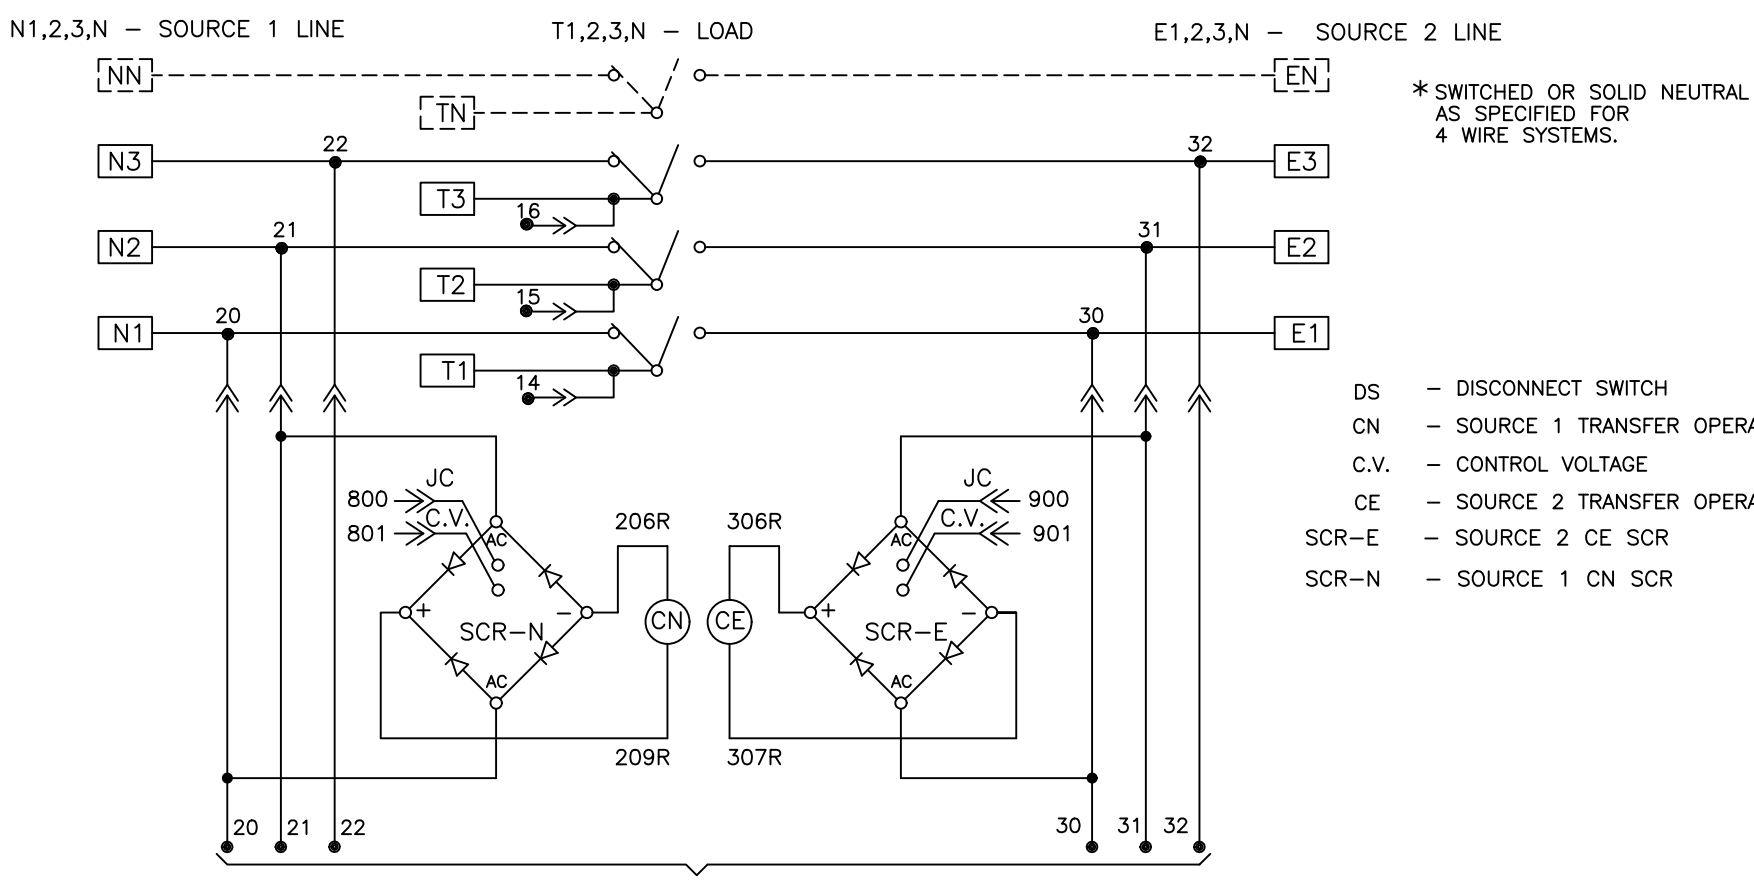 N1,2,3,N – SOURCE 1 LINE
T1,2,3,N – LOAD
E1,2,3,N – SOURCE 2 LINE
NN
EN
TN
* SWITCHED OR SOLID NEUTRAL
AS SPECIFIED FOR
4 WIRE SYSTEMS.
N3
22
32
E3
T3
16
N2
21
31
E2
T2
15
N1
20
30
E1
T1
14
DS – DISCONNECT SWITCH
CN – SOURCE 1 TRANSFER
C.V. – CONTROL VOLTAGE
CE – SOURCE 2 TRANSFER
SCR–E – SOURCE 2 CE SCR
SCR–N – SOURCE 1 CN SCR
JC
800
C.V.
801
AC
+
–
SCR–N
AC
206R
CN
209R
306R
CE
307R
JC
900
C.V.
901
AC
+
–
SCR–E
AC
20
21
22
30
31
32